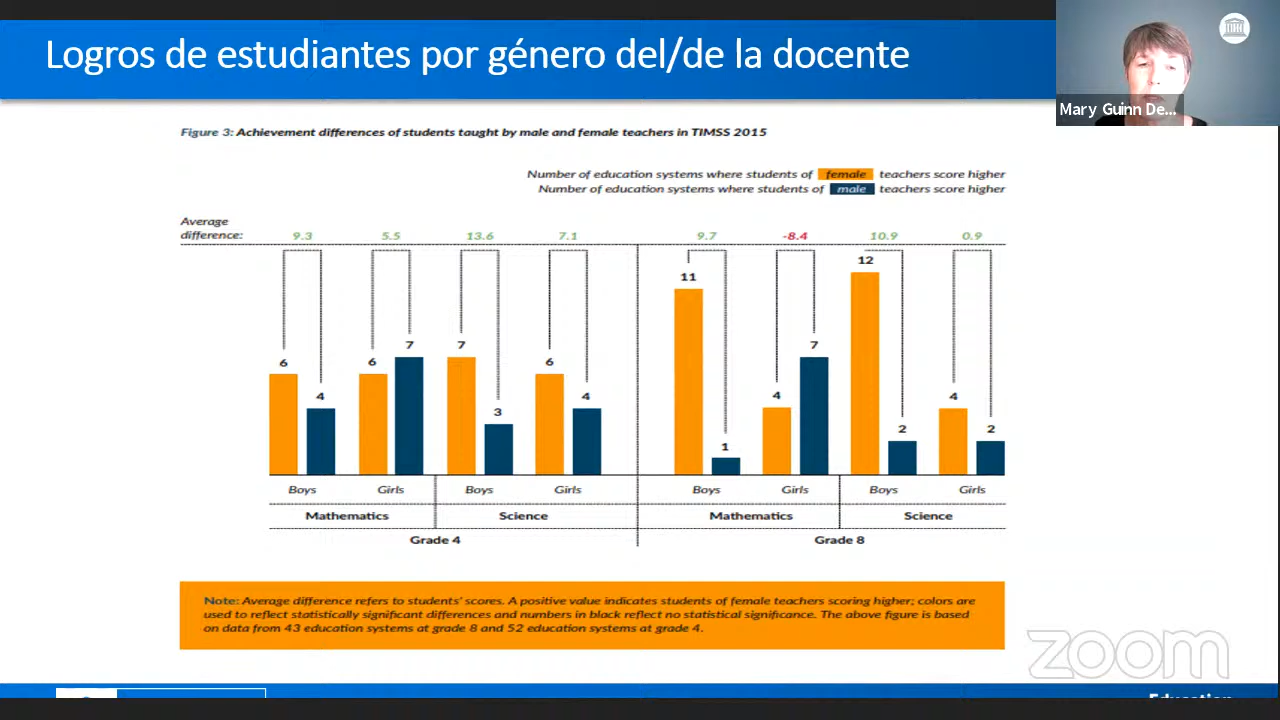 Logros de estudiantes por género del/de la docente
Mary Guinn De...
Figure 3: Achievement differences of students taught by male and female teachers in TIMSS 2015
Number of education systems where students of female teachers score higher
Number of education systems where students of male teachers score higher
Average
difference: 9.3 5.5 13.6 7.1 9.7 -8.4 10.9 0.9
6 4 6 7 7 3 6 4 11 1 4 7 12 2 4 2
Boys Girls Boys Girls Boys Girls Boys Girls
Mathematics Science Mathematics Science
Grade 4 Grade 8
Note: Average difference refers to students' scores. A positive value indicates students of female teachers scoring higher; colors are
used to reflect statistically significant differences and numbers in black reflect no statistical significance. The above figure is based
on data from 43 education systems at grade 8 and 52 education systems at grade 4.
zoom
Education